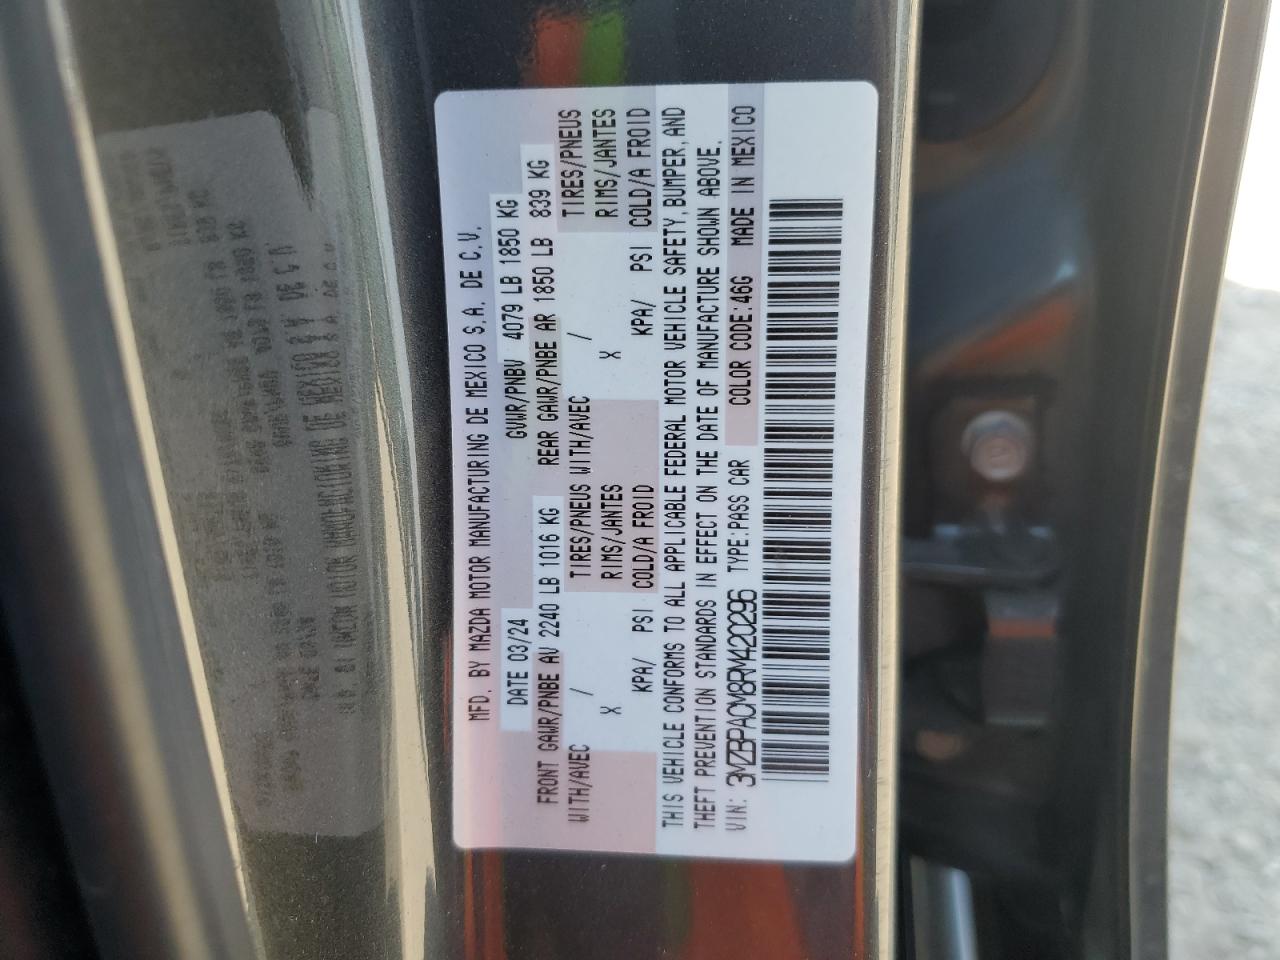 MFD. BY MAZDA MOTOR MANUFACTURING DE MEXICO S.A. DE C.V.
DATE 03/24 GVWR/PNBV 4079 LB 1850 KG
FRONT GAWR/PNBE AV 2240 LB 1016 KG REAR GAWR/PNBE AR 1850 LB 839 KG
WITH/AVEC / TIRES/PNEUS WITH/AVEC / TIRES/PNEUS
X RIMS/JANTES X RIMS/JANTES
KPA/ PSI COLD/A FROID KPA/ PSI COLD/A FROID
THIS VEHICLE CONFORMS TO ALL APPLICABLE FEDERAL MOTOR VEHICLE SAFETY, BUMPER, AND
THEFT PREVENTION STANDARDS IN EFFECT ON THE DATE OF MANUFACTURE SHOWN ABOVE.
VIN: 3MZBPACM8RM420296 TYPE:PASS CAR COLOR CODE:46G MADE IN MEXICO